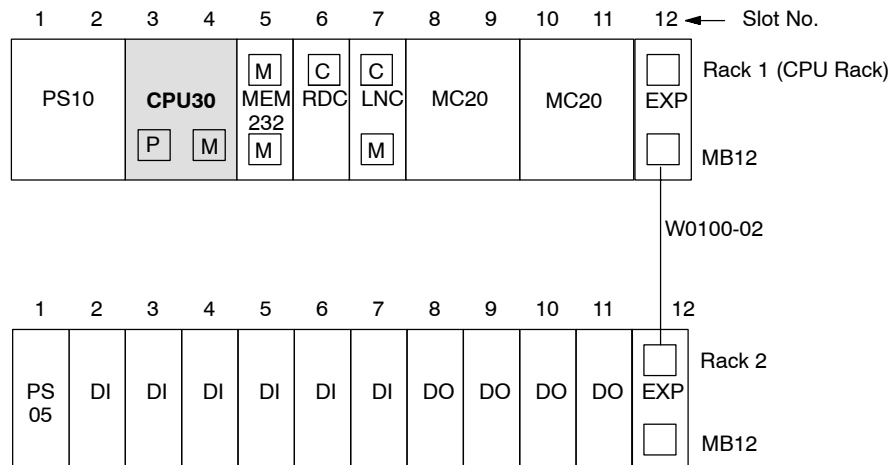 1 2 3 4 5 6 7 8 9 10 11 12 Slot No.
M C C Rack 1 (CPU Rack)
PS10 CPU30 MEM RDC LNC MC20 MC20 EXP
232
P M M M MB12
W0100-02
1 2 3 4 5 6 7 8 9 10 11 12
Rack 2
PS DI DI DI DI DI DI DO DO DO DO EXP
05
MB12